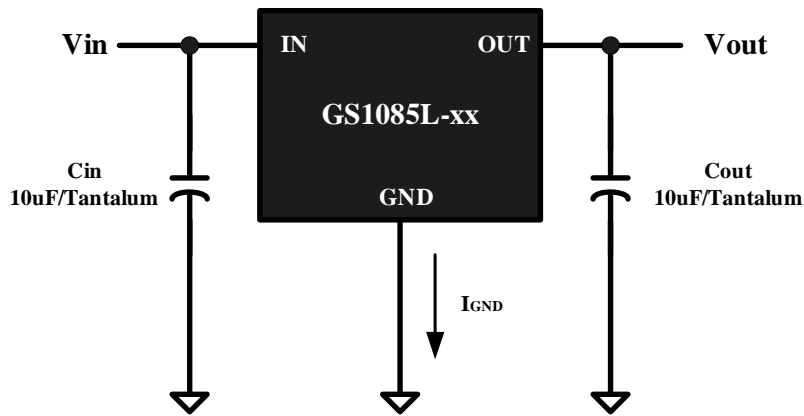 Vin
IN
OUT
Vout
GS1085L-xx
Cin
10uF/Tantalum
GND
Cout
10uF/Tantalum
IGND